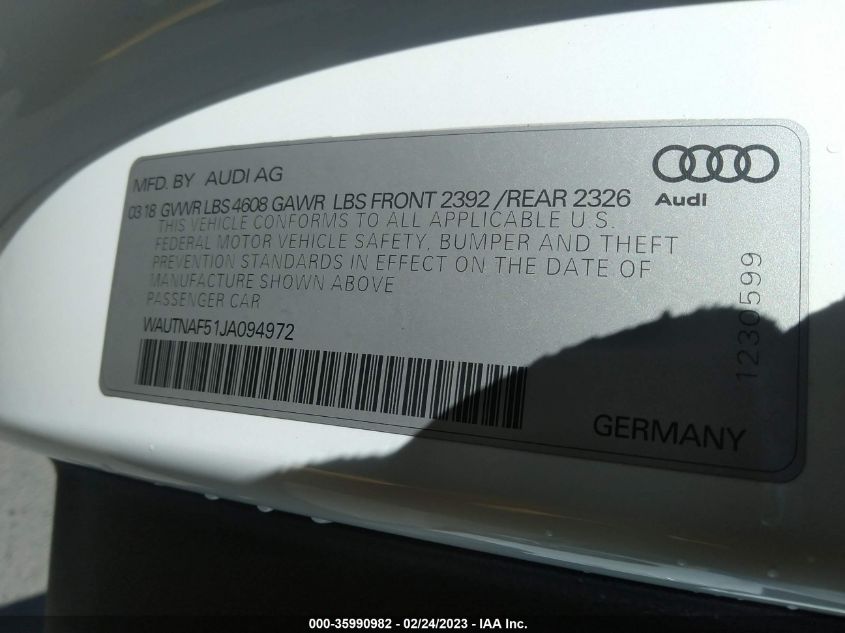 MFD. BY AUDI AG
Audi
0318 GVWR LBS 4608 GAWR LBS FRONT 2392 /REAR 2326
THIS VEHICLE CONFORMS TO ALL APPLICABLE U.S.
FEDERAL MOTOR VEHICLE SAFETY, BUMPER AND THEFT
PREVENTION STANDARDS IN EFFECT ON THE DATE OF
MANUFACTURE SHOWN ABOVE
PASSENGER CAR
WAUTNAF51JA094972
1230599
GERMANY
000-35990982 / 02/24/2023 - IAA Inc.